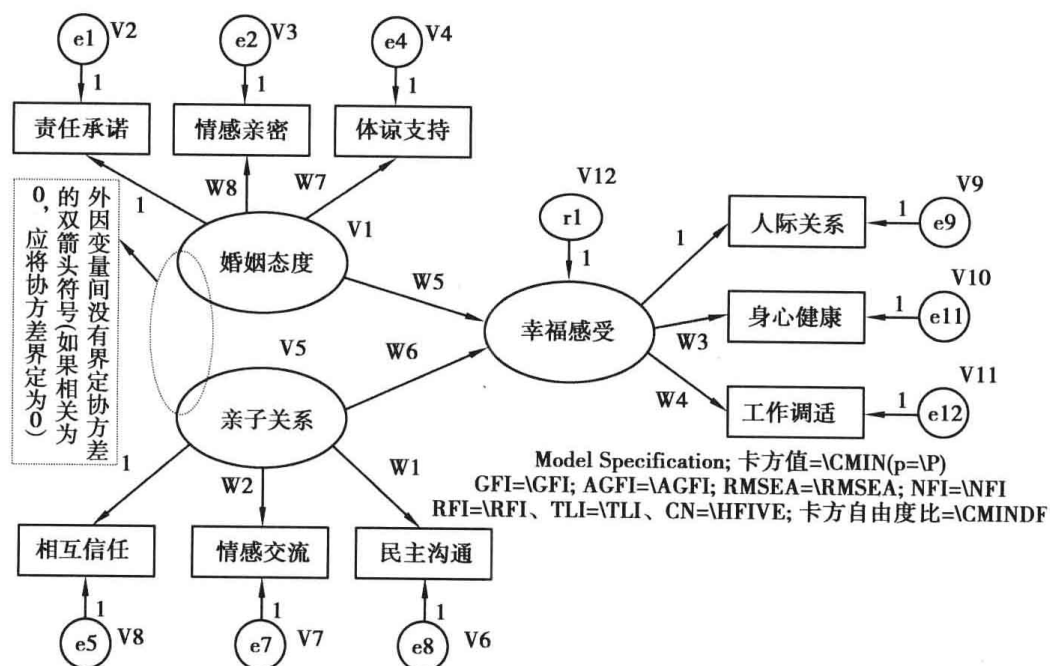 e1 V2
e2 V3
e4 V4
1
1
1
责任承诺
情感亲密
体谅支持
外因变量间没有界定协方差
的双箭头符号(如果相关为
0，应将协方差界定为0)
1
W8
W7
V1
婚姻态度
W5
V12
r1
1
幸福感受
1
W3
W4
人际关系
1
e9
V9
身心健康
1
e11
V10
工作调适
1
e12
V11
V5
W6
亲子关系
1
W2
W1
Model Specification; 卡方值=\CMIN(p=\P)
GFI=\GFI; AGFI=\AGFI; RMSEA=\RMSEA; NFI=\NFI
RFI=\RFI、TLI=\TLI、CN=\HFIVE; 卡方自由度比=\CMINDF
相互信任
情感交流
民主沟通
1
1
1
e5 V8
e7 V7
e8 V6